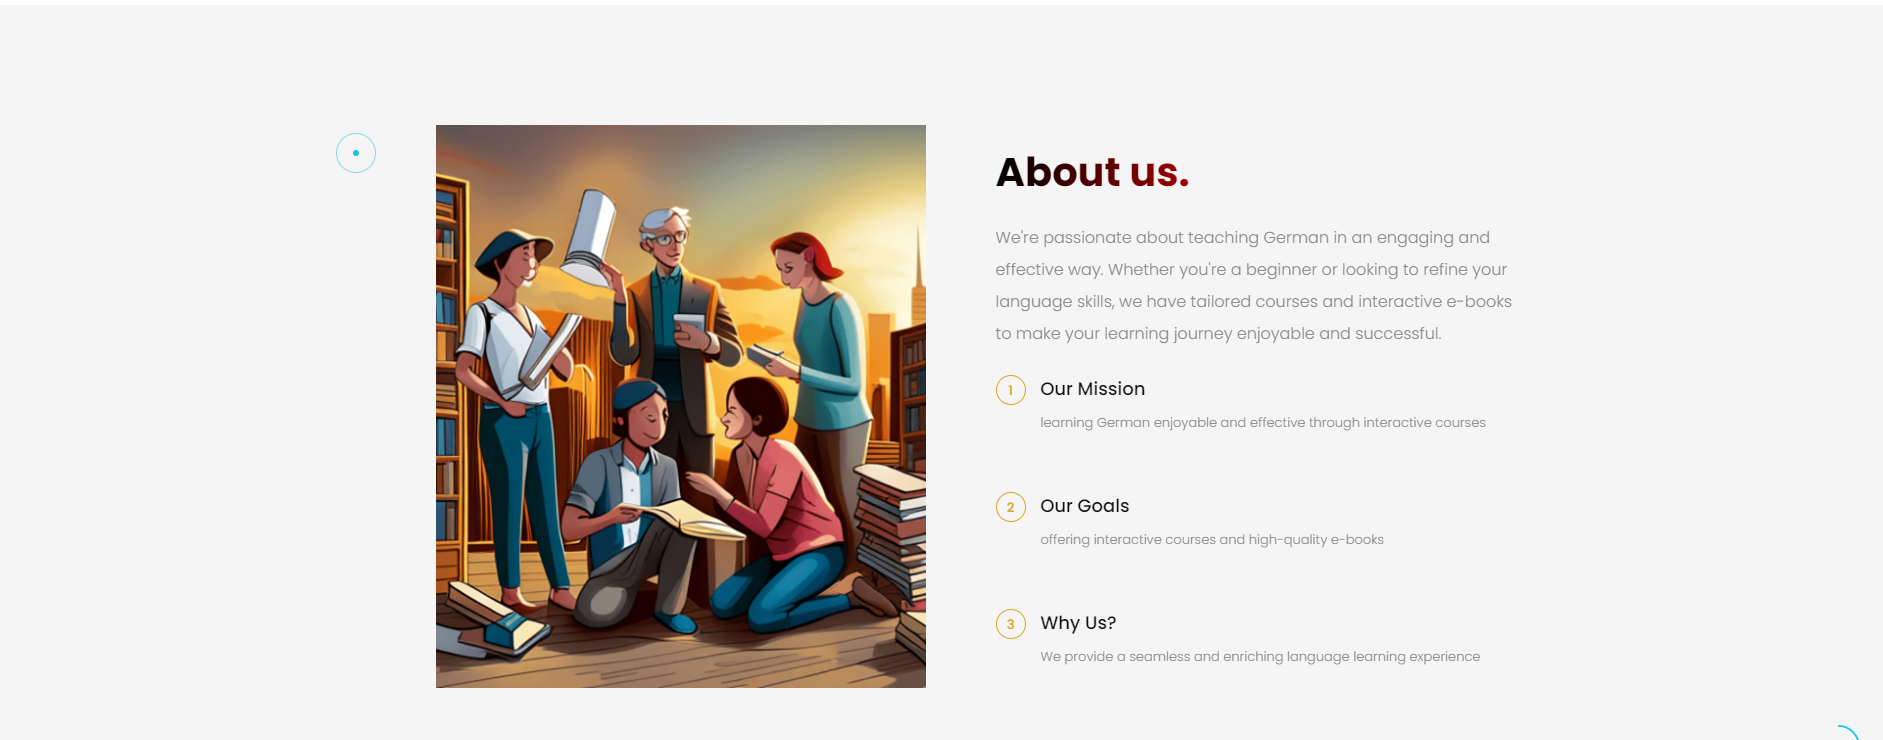 About us.
We're passionate about teaching German in an engaging and
effective way. Whether you're a beginner or looking to refine your
language skills, we have tailored courses and interactive e-books
to make your learning journey enjoyable and successful.
1 Our Mission
learning German enjoyable and effective through interactive courses
2 Our Goals
offering interactive courses and high-quality e-books
3 Why Us?
We provide a seamless and enriching language learning experience